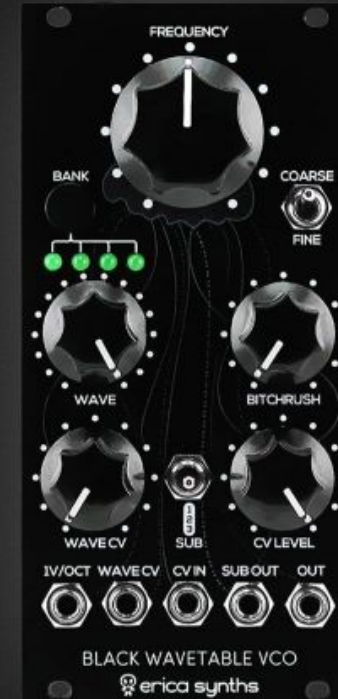 FREQUENCY
BANK
COARSE
FINE
WAVE
BITCHRUSH
WAVE CV
1
2
3
SUB
CV LEVEL
1V/OCT WAVE CV CV IN SUB OUT OUT
BLACK WAVETABLE VCO
erica synths